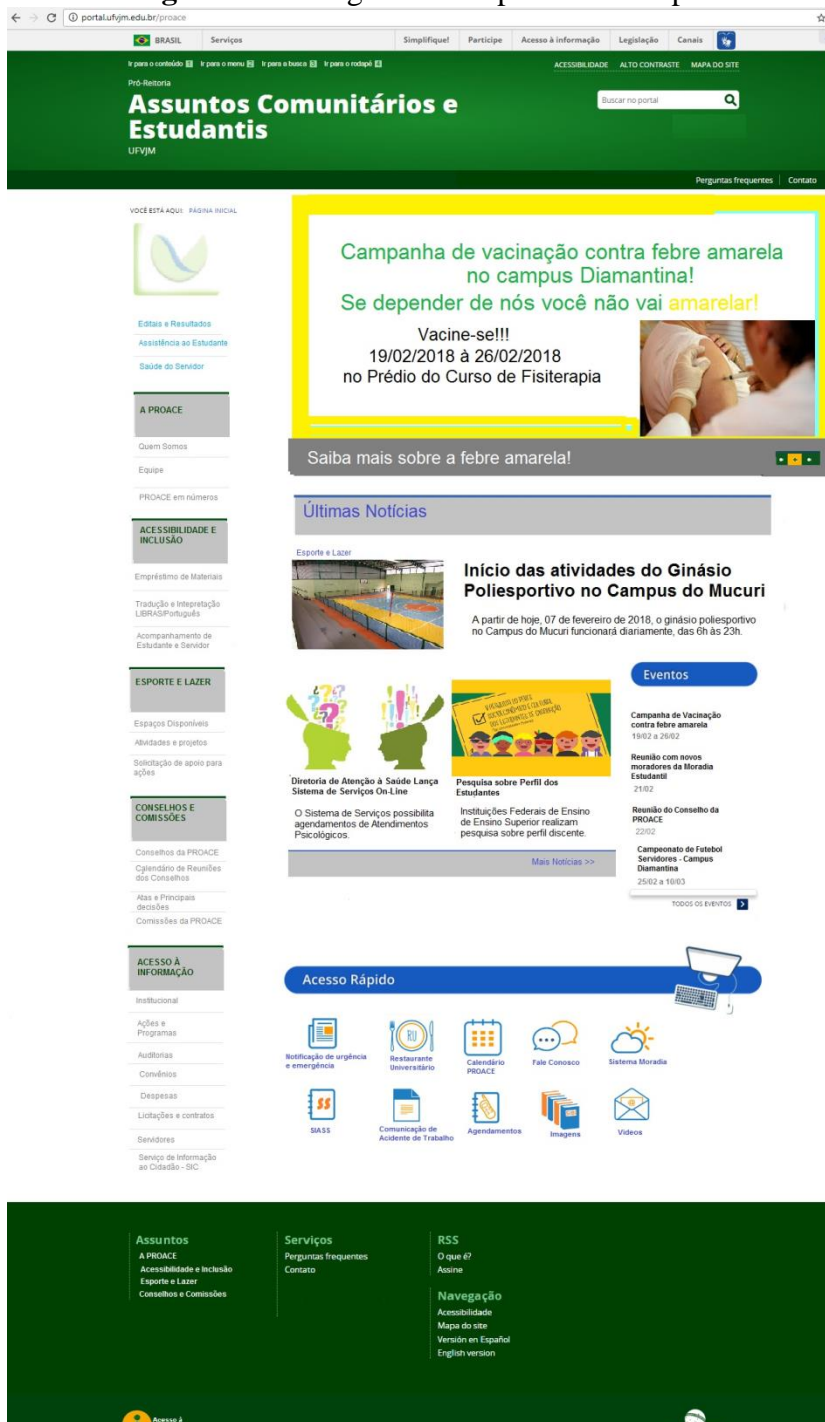 portal.ufvjm.edu.br/proace
BRASIL Serviços Simplifique! Participe Acesso à informação Legislação Canais
Ir para o conteúdo 1 Ir para o menu 2 Ir para a busca 3 Ir para o rodapé 4
ACESSIBILIDADE ALTO CONTRASTE MAPA DO SITE
Pró-Reitoria
Assuntos Comunitários e
Estudantis
UFVJM
Buscar no portal
Perguntas frequentes Contato
VOCÊ ESTÁ AQUI: PÁGINA INICIAL
Editais e Resultados
Assistência ao Estudante
Saúde do Servidor
A PROACE
Quem Somos
Equipe
PROACE em números
ACESSIBILIDADE E
INCLUSÃO
Empréstimo de Materiais
Tradução e Intepretação
LIBRAS/Português
Acompanhamento de
Estudante e Servidor
ESPORTE E LAZER
Espaços Disponíveis
Atividades e projetos
Solicitação de apoio para
ações
CONSELHOS E
COMISSÕES
Conselhos da PROACE
Calendário de Reuniões
dos Conselhos
Atas e Principais
decisões
Comissões da PROACE
ACESSO À
INFORMAÇÃO
Institucional
Ações e
Programas
Auditorias
Convênios
Despesas
Licitações e contratos
Servidores
Serviço de Informação
ao Cidadão - SIC
Campanha de vacinação contra febre amarela
no campus Diamantina!
Se depender de nós você não vai amarelar!
Vacine-se!!!
19/02/2018 à 26/02/2018
no Prédio do Curso de Fisiterapia
Saiba mais sobre a febre amarela!
Últimas Notícias
Esporte e Lazer
Início das atividades do Ginásio
Poliesportivo no Campus do Mucuri
A partir de hoje, 07 de fevereiro de 2018, o ginásio poliesportivo
no Campus do Mucuri funcionará diariamente, das 6h às 23h.
Diretoria de Atenção à Saúde Lança
Sistema de Serviços On-Line
O Sistema de Serviços possibilita
agendamentos de Atendimentos
Psicológicos.
V PESQUISA DO PERFIL
SOCIOECONÔMICO E CULTURAL
DOS ESTUDANTES DE GRADUAÇÃO
Pesquisa sobre Perfil dos
Estudantes
Instituições Federais de Ensino
de Ensino Superior realizam
pesquisa sobre perfil discente.
Mais Notícias >>
Eventos
Campanha de Vacinação
contra febre amarela
19/02 a 26/02
Reunião com novos
moradores da Moradia
Estudantil
21/02
Reunião do Conselho da
PROACE
22/02
Campeonato de Futebol
Servidores - Campus
Diamantina
25/02 a 10/03
TODOS OS EVENTOS
Acesso Rápido
Notificação de urgência
e emergência
RU
Restaurante
Universitário
Calendário
PROACE
Fale Conosco
Sistema Moradia
SIASS
Comunicação de
Acidente de Trabalho
Agendamentos
Imagens
Videos
Assuntos
A PROACE
Acessibilidade e Inclusão
Esporte e Lazer
Conselhos e Comissões
Serviços
Perguntas frequentes
Contato
RSS
O que é?
Assine
Navegação
Acessibilidade
Mapa do site
Versión en Español
English version
Acesso à